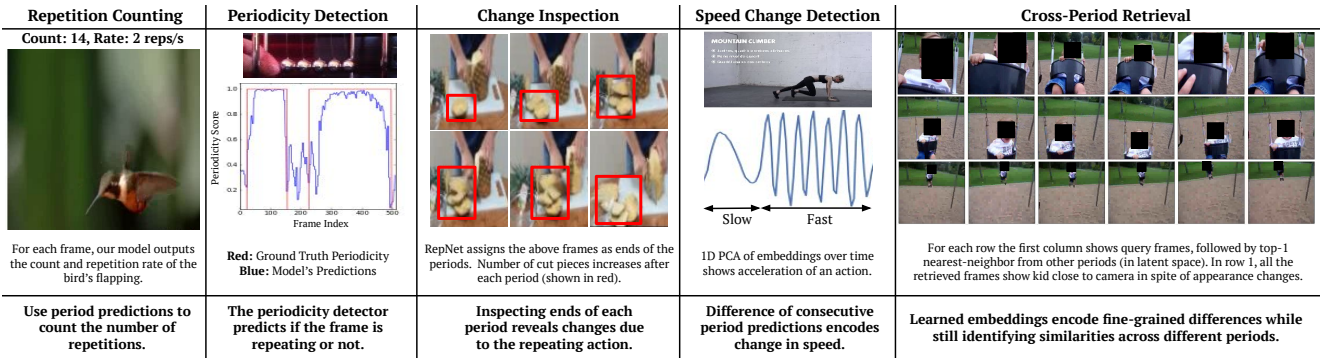 Repetition Counting
Count: 14, Rate: 2 reps/s
For each frame, our model outputs
the count and repetition rate of the
bird's flapping.
Use period predictions to
count the number of
repetitions.
Periodicity Detection
Periodicity Score
1.0
0.8
0.6
0.4
0.2
0 100 200 300 400 500
Frame Index
Red: Ground Truth Periodicity
Blue: Model's Predictions
The periodicity detector
predicts if the frame is
repeating or not.
Change Inspection
RepNet assigns the above frames as ends of the
periods. Number of cut pieces increases after
each period (shown in red).
Inspecting ends of each
period reveals changes due
to the repeating action.
Speed Change Detection
MOUNTAIN CLIMBER
Slow Fast
1D PCA of embeddings over time
shows acceleration of an action.
Difference of consecutive
period predictions encodes
change in speed.
Cross-Period Retrieval
For each row the first column shows query frames, followed by top-1
nearest-neighbor from other periods (in latent space). In row 1, all the
retrieved frames show kid close to camera in spite of appearance changes.
Learned embeddings encode fine-grained differences while
still identifying similarities across different periods.